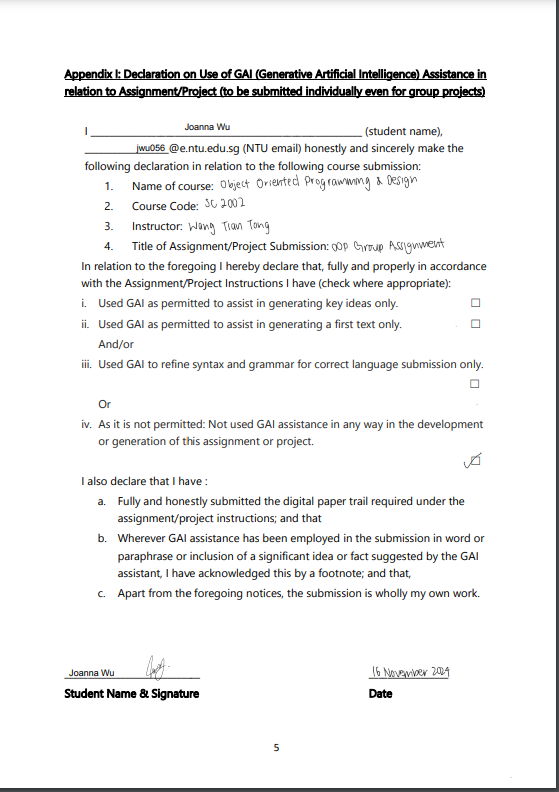 Appendix I: Declaration on Use of GAI (Generative Artificial Intelligence) Assistance in
relation to Assignment/Project (to be submitted individually even for group projects)
I Joanna Wu (student name),
jwu056 @e.ntu.edu.sg (NTU email) honestly and sincerely make the
following declaration in relation to the following course submission:
1. Name of course: Object Oriented Programming & Design
2. Course Code: SC2002
3. Instructor: Wang Tian Tong
4. Title of Assignment/Project Submission: OOP Group Assignment
In relation to the foregoing I hereby declare that, fully and properly in accordance
with the Assignment/Project Instructions I have (check where appropriate):
i. Used GAI as permitted to assist in generating key ideas only.
ii. Used GAI as permitted to assist in generating a first text only.
And/or
iii. Used GAI to refine syntax and grammar for correct language submission only.
Or
iv. As it is not permitted: Not used GAI assistance in any way in the development
or generation of this assignment or project.
I also declare that I have :
a. Fully and honestly submitted the digital paper trail required under the
assignment/project instructions; and that
b. Wherever GAI assistance has been employed in the submission in word or
paraphrase or inclusion of a significant idea or fact suggested by the GAI
assistant, I have acknowledged this by a footnote; and that,
c. Apart from the foregoing notices, the submission is wholly my own work.
Joanna Wu 16 November 2024
Student Name & Signature Date
5